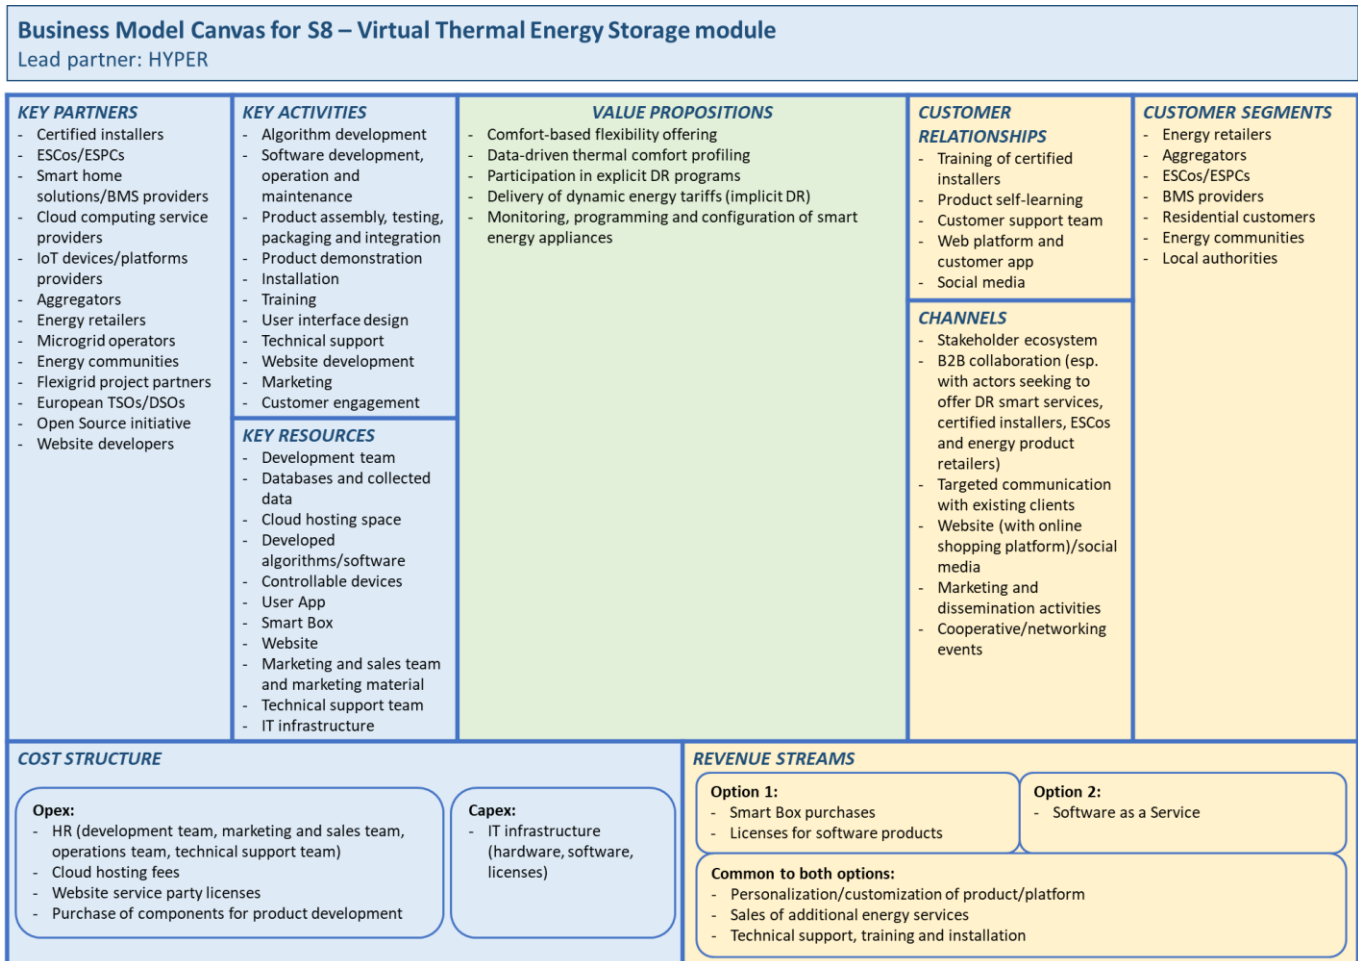 Business Model Canvas for S8 – Virtual Thermal Energy Storage module
Lead partner: HYPER
KEY PARTNERS
- Certified installers
- ESCos/ESPCs
- Smart home
solutions/BMS providers
- Cloud computing service
providers
- IoT devices/platforms
providers
- Aggregators
- Energy retailers
- Microgrid operators
- Energy communities
- Flexigrid project partners
- European TSOs/DSOs
- Open Source initiative
- Website developers
KEY ACTIVITIES
- Algorithm development
- Software development,
operation and
maintenance
- Product assembly, testing,
packaging and integration
- Product demonstration
- Installation
- Training
- User interface design
- Technical support
- Website development
- Marketing
- Customer engagement
KEY RESOURCES
- Development team
- Databases and collected
data
- Cloud hosting space
- Developed
algorithms/software
- Controllable devices
- User App
- Smart Box
- Website
- Marketing and sales team
and marketing material
- Technical support team
- IT infrastructure
VALUE PROPOSITIONS
- Comfort-based flexibility offering
- Data-driven thermal comfort profiling
- Participation in explicit DR programs
- Delivery of dynamic energy tariffs (implicit DR)
- Monitoring, programming and configuration of smart
energy appliances
CUSTOMER
RELATIONSHIPS
- Training of certified
installers
- Product self-learning
- Customer support team
- Web platform and
customer app
- Social media
CHANNELS
- Stakeholder ecosystem
- B2B collaboration (esp.
with actors seeking to
offer DR smart services,
certified installers, ESCos
and energy product
retailers)
- Targeted communication
with existing clients
- Website (with online
shopping platform)/social
media
- Marketing and
dissemination activities
- Cooperative/networking
events
CUSTOMER SEGMENTS
- Energy retailers
- Aggregators
- ESCos/ESPCs
- BMS providers
- Residential customers
- Energy communities
- Local authorities
COST STRUCTURE
Opex:
- HR (development team, marketing and sales team,
operations team, technical support team)
- Cloud hosting fees
- Website service party licenses
- Purchase of components for product development
Capex:
- IT infrastructure
(hardware, software,
licenses)
REVENUE STREAMS
Option 1:
- Smart Box purchases
- Licenses for software products
Option 2:
- Software as a Service
Common to both options:
- Personalization/customization of product/platform
- Sales of additional energy services
- Technical support, training and installation